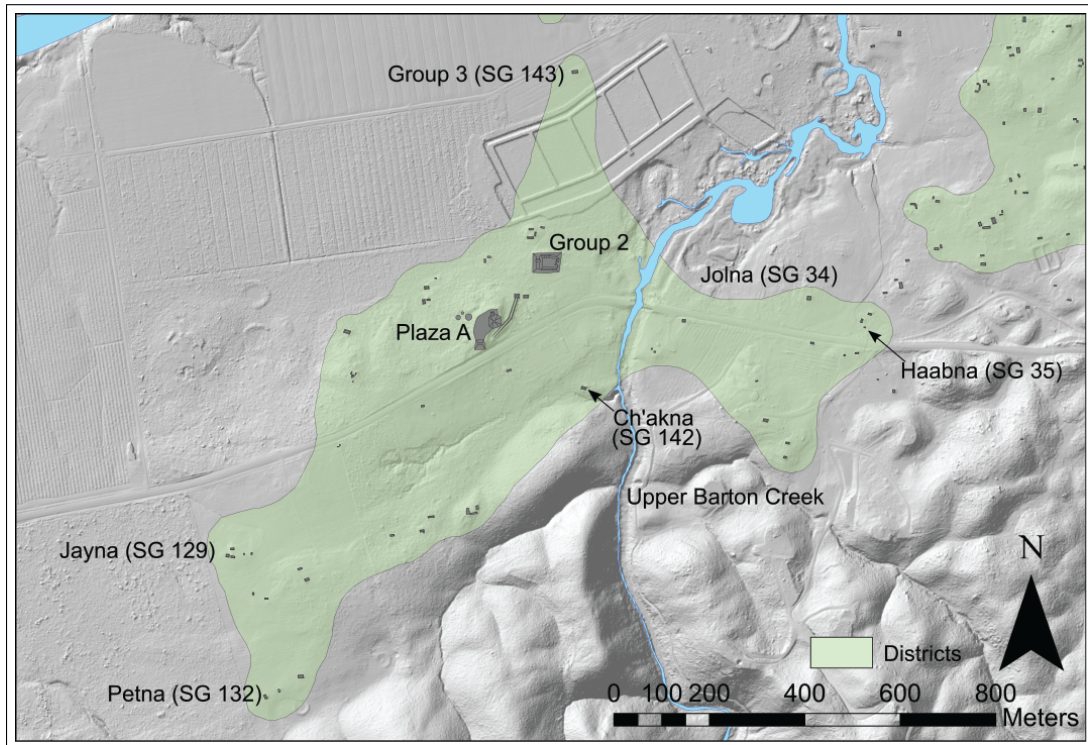 Group 3 (SG 143)
Group 2
Jolna (SG 34)
Plaza A
Haabna (SG 35)
Ch'akna
(SG 142)
Upper Barton Creek
Jayna (SG 129)
N
Districts
Petna (SG 132)
0 100 200 400 600 800
Meters